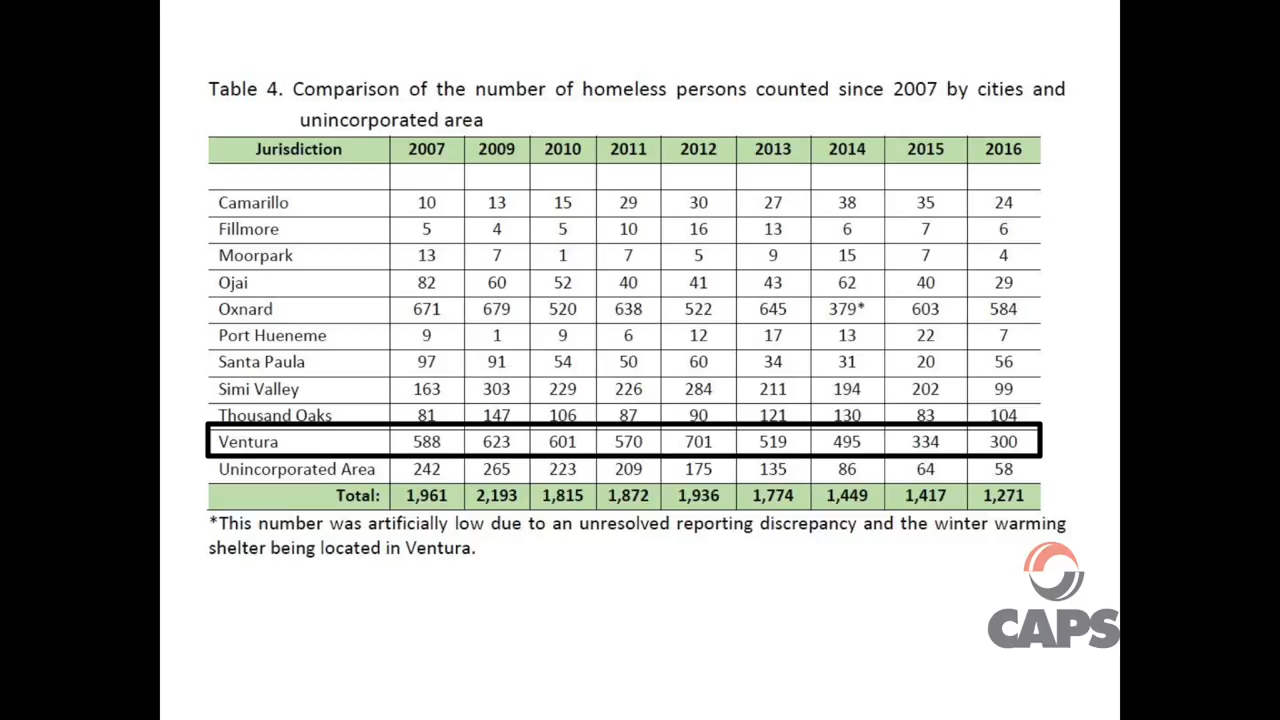 Table 4. Comparison of the number of homeless persons counted since 2007 by cities and
unincorporated area
Jurisdiction 2007 2009 2010 2011 2012 2013 2014 2015 2016
Camarillo 10 13 15 29 30 27 38 35 24
Fillmore 5 4 5 10 16 13 6 7 6
Moorpark 13 7 1 7 5 9 15 7 4
Ojai 82 60 52 40 41 43 62 40 29
Oxnard 671 679 520 638 522 645 379* 603 584
Port Hueneme 9 1 9 6 12 17 13 22 7
Santa Paula 97 91 54 50 60 34 31 20 56
Simi Valley 163 303 229 226 284 211 194 202 99
Thousand Oaks 81 147 106 87 90 121 130 83 104
Ventura 588 623 601 570 701 519 495 334 300
Unincorporated Area 242 265 223 209 175 135 86 64 58
Total: 1,961 2,193 1,815 1,872 1,936 1,774 1,449 1,417 1,271
*This number was artificially low due to an unresolved reporting discrepancy and the winter warming
shelter being located in Ventura.
CAPS